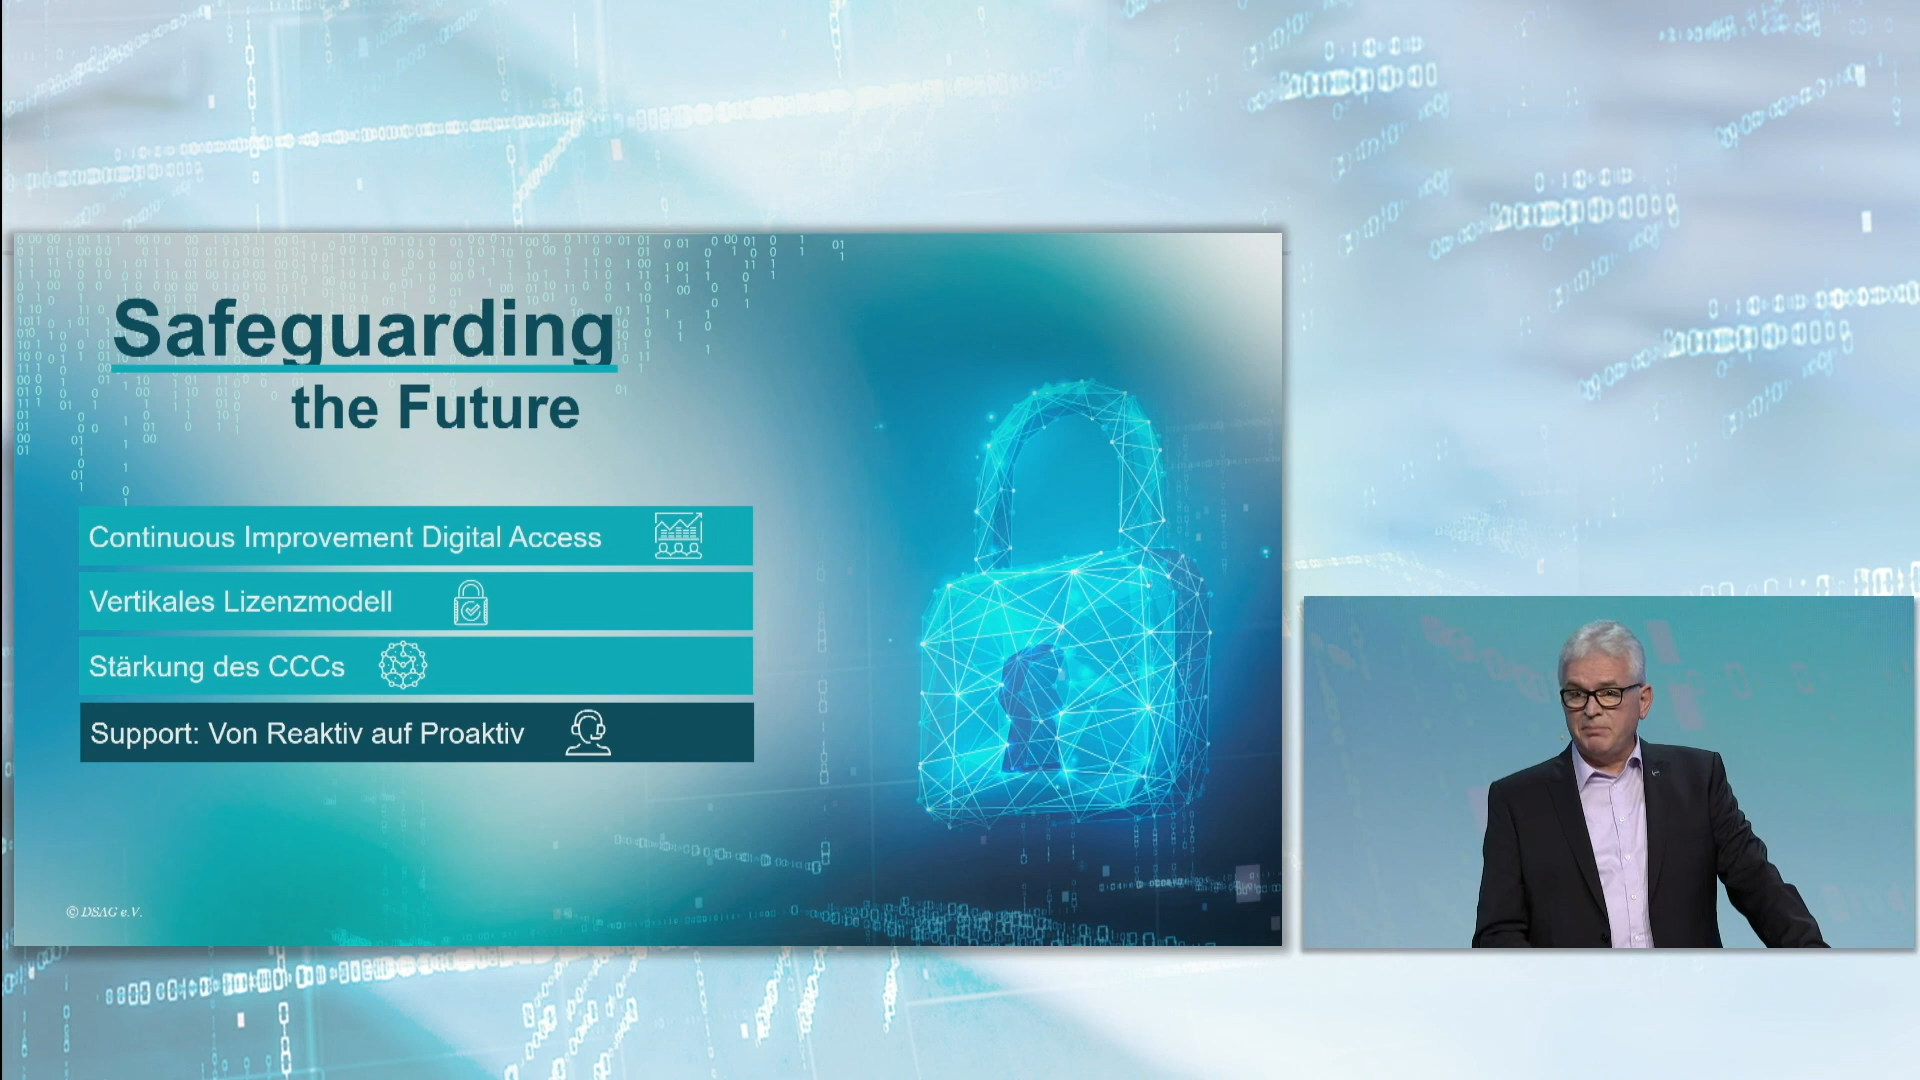 Safeguarding
the Future
Continuous Improvement Digital Access
Vertikales Lizenzmodell
Stärkung des CCCs
Support: Von Reaktiv auf Proaktiv
© DSAG e.V.